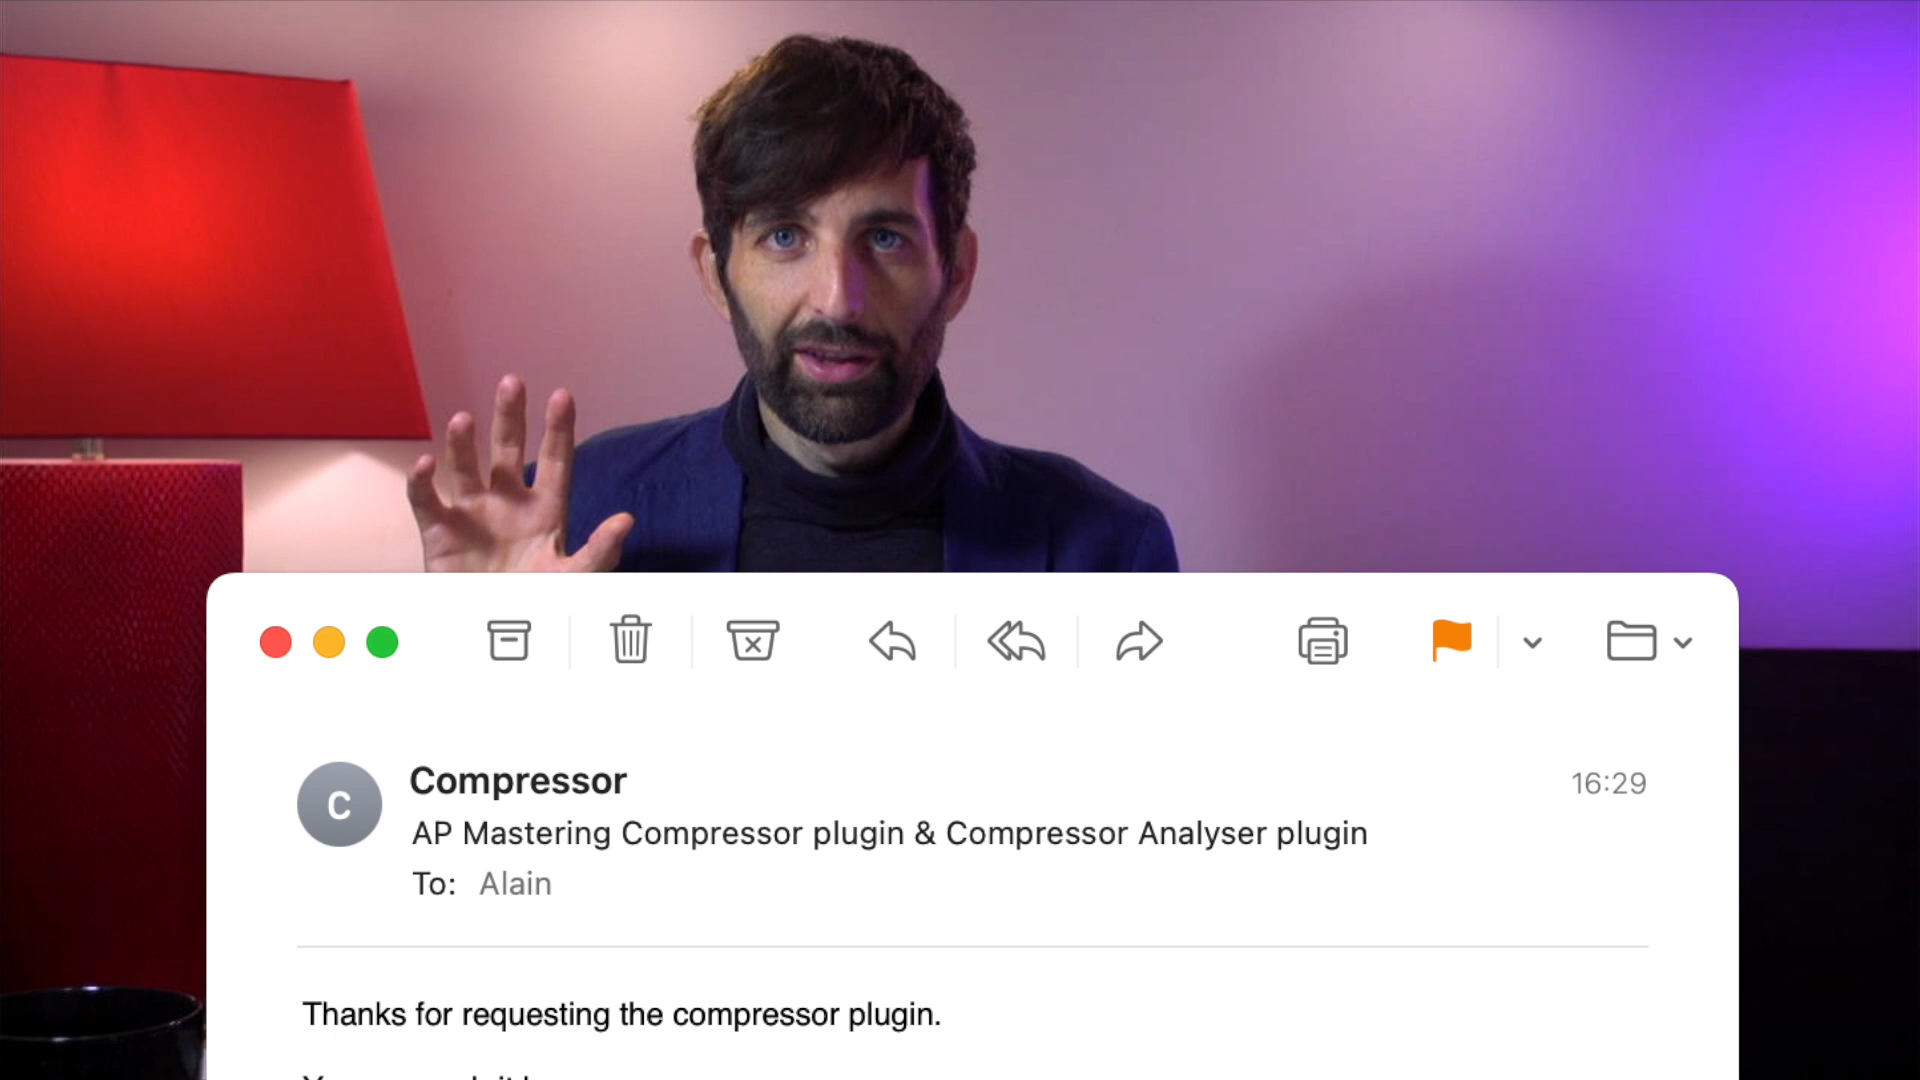 C
Compressor
16:29
AP Mastering Compressor plugin & Compressor Analyser plugin
To: Alain
Thanks for requesting the compressor plugin.